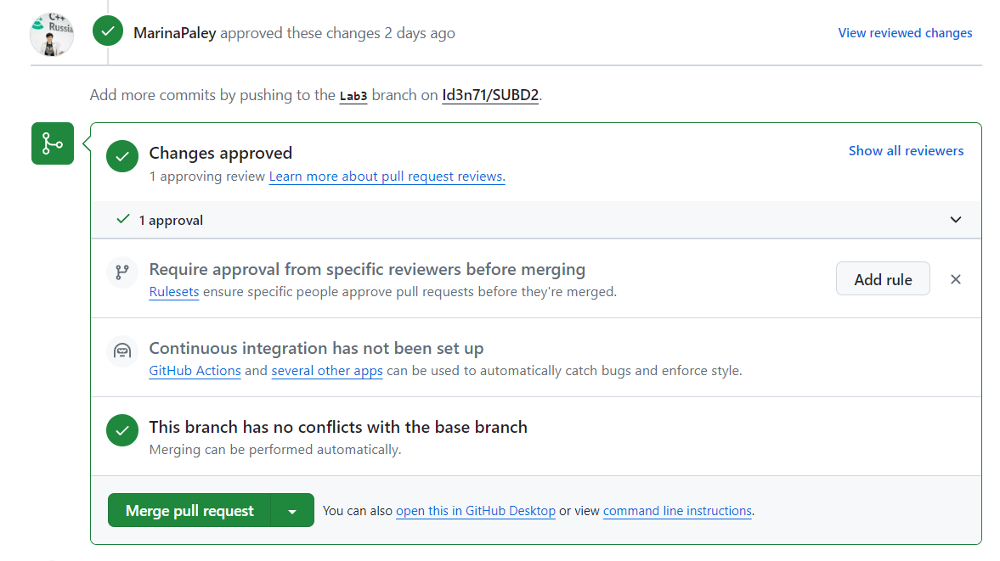 C++
Russia
MarinaPaley approved these changes 2 days ago
View reviewed changes
Add more commits by pushing to the Lab3 branch on Id3n71/SUBD2.
Changes approved
Show all reviewers
1 approving review Learn more about pull request reviews.
1 approval
Require approval from specific reviewers before merging
Rulesets ensure specific people approve pull requests before they're merged.
Add rule
Continuous integration has not been set up
GitHub Actions and several other apps can be used to automatically catch bugs and enforce style.
This branch has no conflicts with the base branch
Merging can be performed automatically.
Merge pull request
You can also open this in GitHub Desktop or view command line instructions.